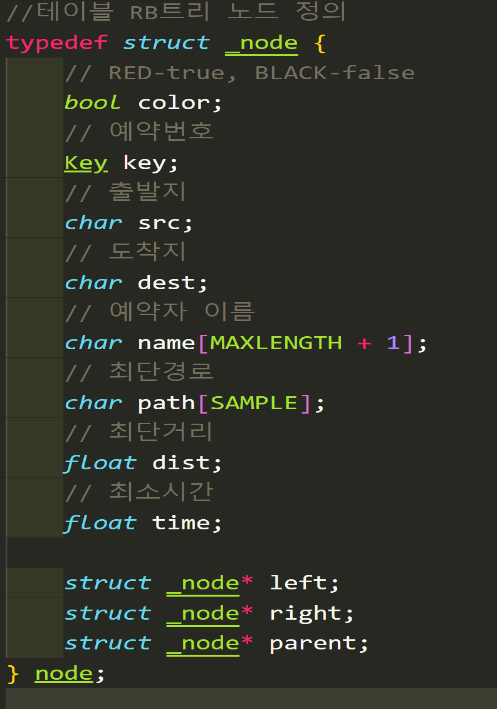 //테이블 RB트리 노드 정의
typedef struct _node {
// RED-true, BLACK-false
bool color;
// 예약번호
Key key;
// 출발지
char src;
// 도착지
char dest;
// 예약자 이름
char name[MAXLENGTH + 1];
// 최단경로
char path[SAMPLE];
// 최단거리
float dist;
// 최소시간
float time;
struct _node* left;
struct _node* right;
struct _node* parent;
} node;